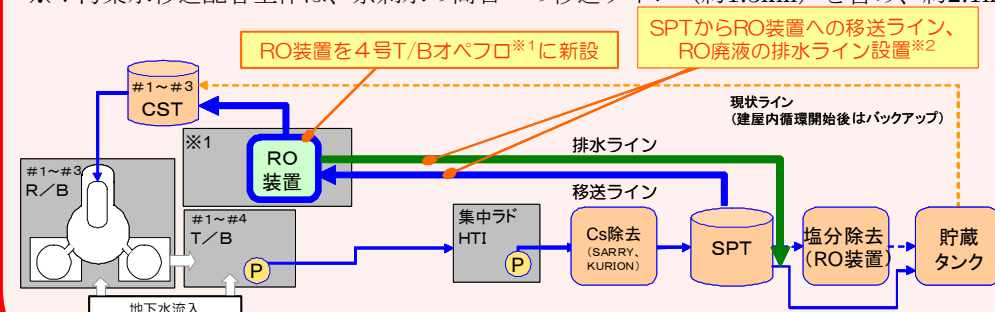 RO装置を4号T/Bオペフロ※1に新設
SPTからRO装置への移送ライン、
RO廃液の排水ライン設置※2
#1~#3
CST
現状ライン
(建屋内循環開始後はバックアップ)
※1
RO
装置
排水ライン
移送ライン
#1~#3
R/B
#1~#4
T/B
P
集中ラド
HTI
P
Cs除去
(SARRY、
KURION)
SPT
塩分除去
(RO装置)
貯蔵
タンク
地下水流入